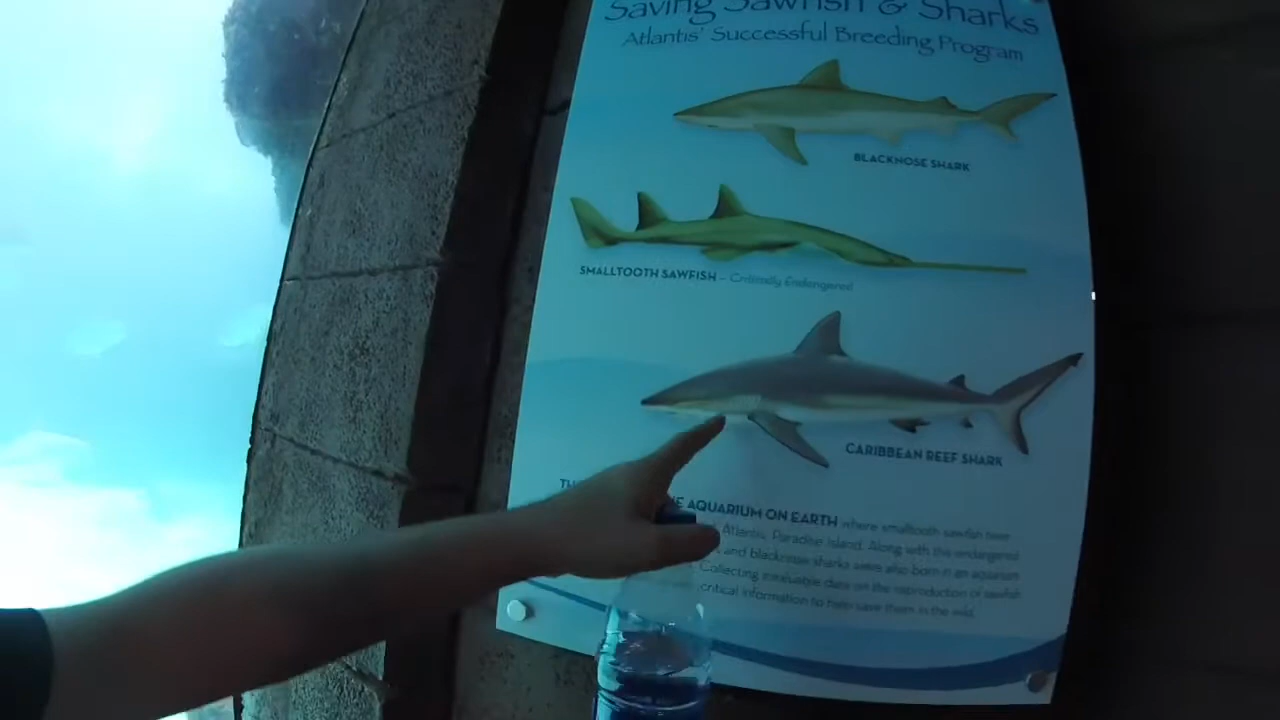 Saving Sawfish & Sharks
Atlantis' Successful Breeding Program
BLACKNOSE SHARK
SMALLTOOTH SAWFISH – Critically Endangered
CARIBBEAN REEF SHARK
AQUARIUM ON EARTH where smalltooth sawfish
Atlantis, Paradise Island. Along with the endangered
and blacknose sharks were also born in an aquarium
Collecting invaluable data on the reproduction of sawfish
critical information to help save them in the wild.